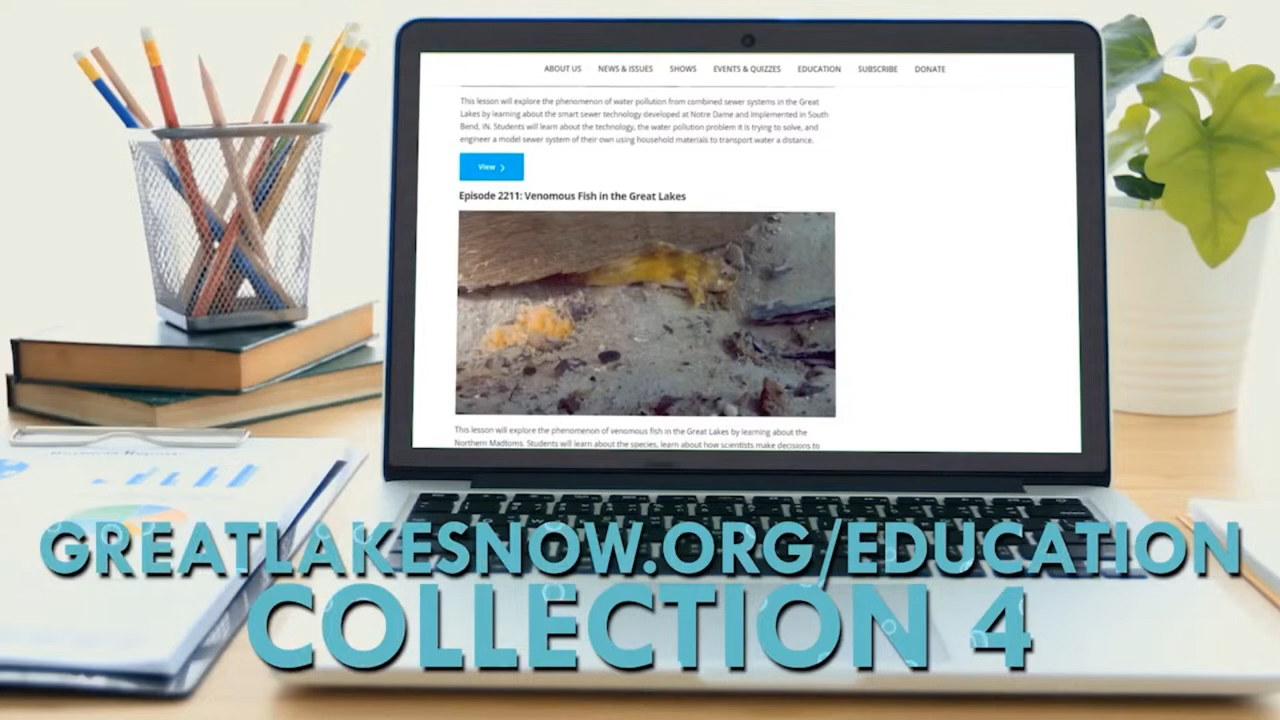 ABOUT US NEWS & ISSUES SHOWS EVENTS & QUIZZES EDUCATION SUBSCRIBE DONATE
This lesson will explore the phenomenon of water pollution from combined sewer systems in the Great
Lakes by learning about the smart sewer technology developed at Notre Dame and implemented in South
Bend, IN. Students will learn about the technology, the water pollution problem it is trying to solve, and
engineer a model sewer system of their own using household materials to transport water a distance.
View
Episode 2211: Venomous Fish in the Great Lakes
This lesson will explore the phenomenon of venomous fish in the Great Lakes by learning about the
Northern Madtoms. Students will learn about the species, learn about how scientists make decisions to
Business Report
GREATLAKESNOW.ORG/EDUCATION
COLLECTION 4